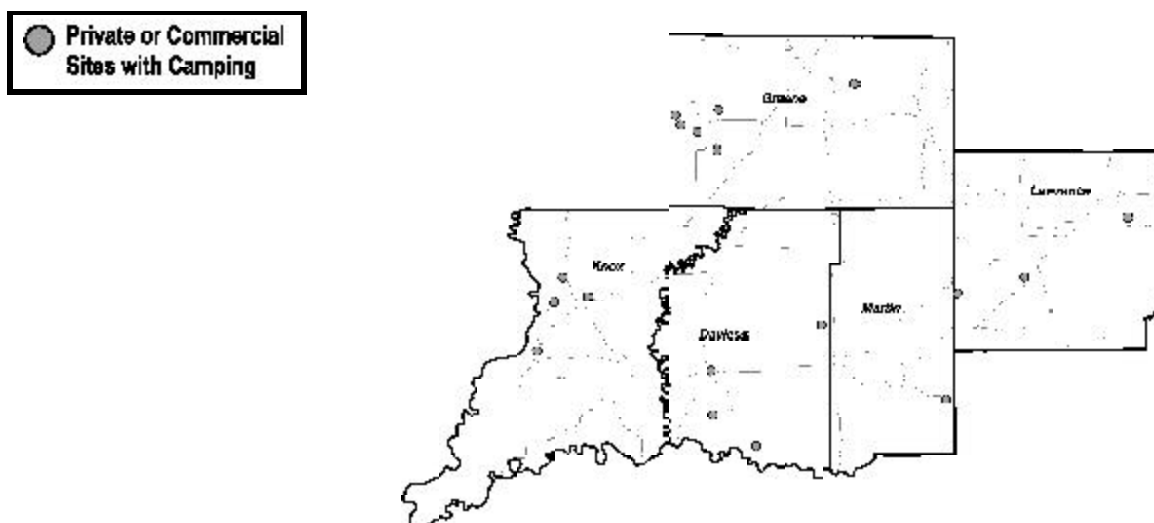 Private or Commercial
Sites with Camping
Greene
Lawrence
Knox
Martin
Daviess